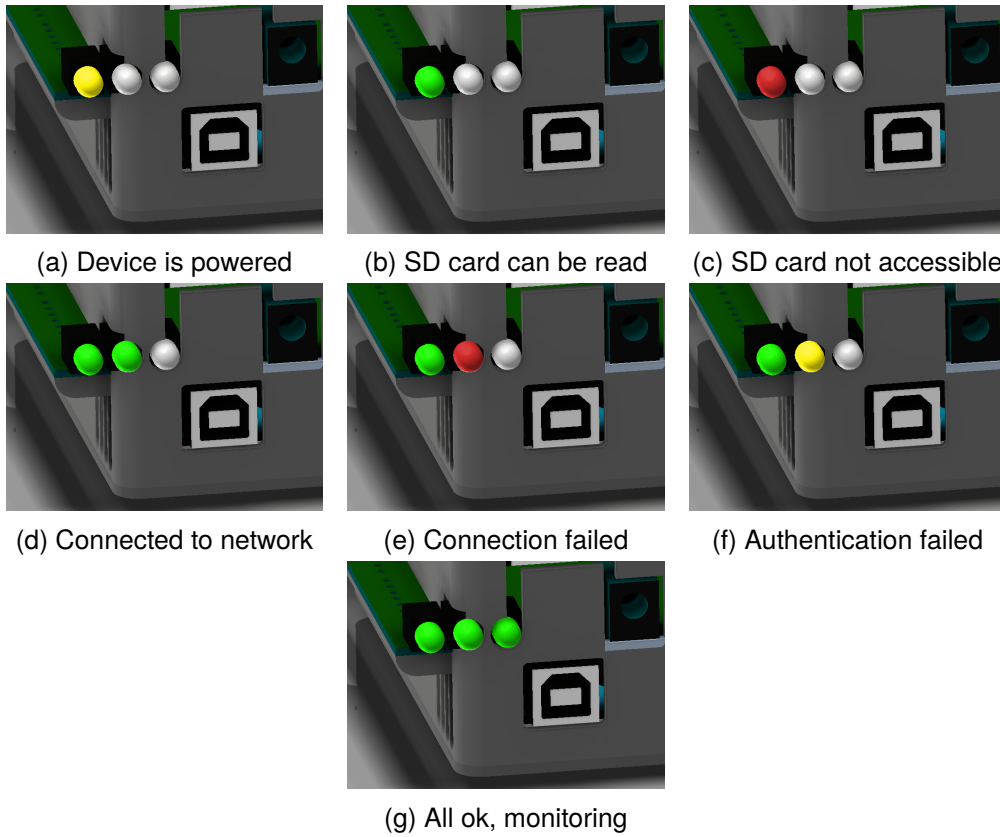 (a) Device is powered
(b) SD card can be read
(c) SD card not accessible
(d) Connected to network
(e) Connection failed
(f) Authentication failed
(g) All ok, monitoring